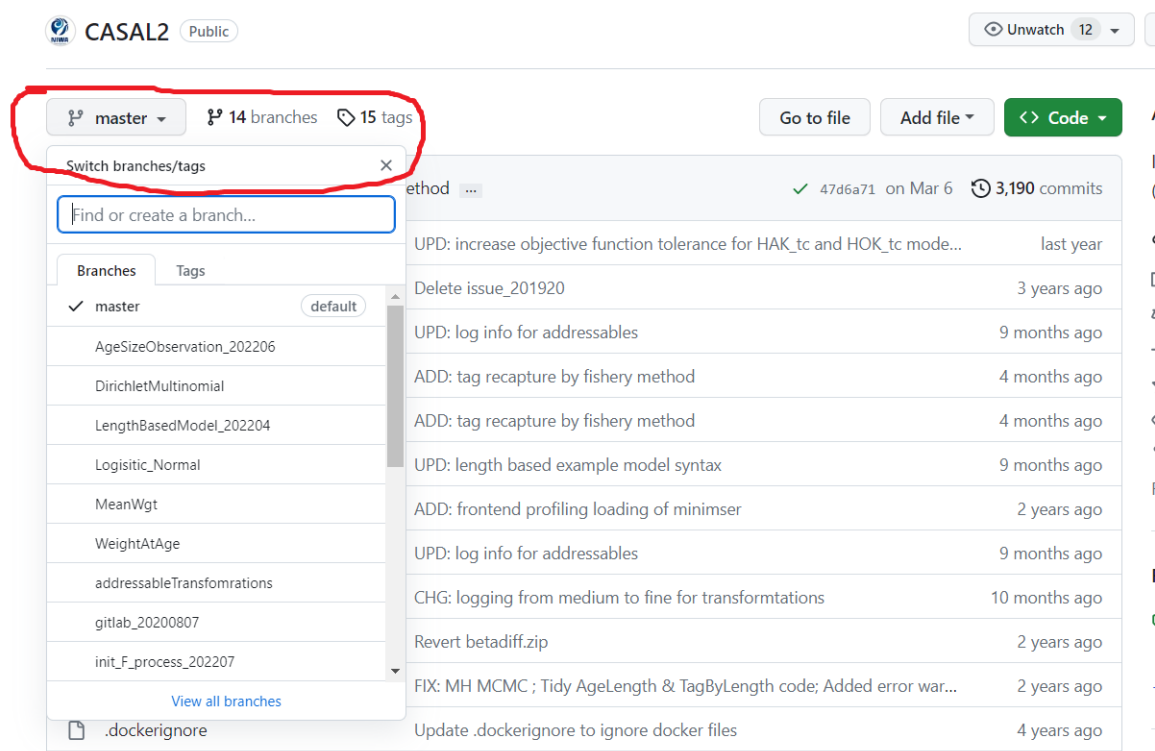 NIWA
CASAL2 Public
Unwatch 12
master 14 branches 15 tags
Go to file Add file <> Code
Switch branches/tags
ethod ... 47d6a71 on Mar 6 3,190 commits
Find or create a branch...
UPD: increase objective function tolerance for HAK_tc and HOK_tc mode... last year
Branches Tags
Delete issue_201920 3 years ago
master default
UPD: log info for addressables 9 months ago
AgeSizeObservation_202206
ADD: tag recapture by fishery method 4 months ago
DirichletMultinomial
ADD: tag recapture by fishery method 4 months ago
LengthBasedModel_202204
UPD: length based example model syntax 9 months ago
Logisitic_Normal
MeanWgt
ADD: frontend profiling loading of minimser 2 years ago
WeightAtAge
UPD: log info for addressables 9 months ago
addressableTransfomrations
CHG: logging from medium to fine for transformtations 10 months ago
gitlab_20200807
Revert betadiff.zip 2 years ago
init_F_process_202207
FIX: MH MCMC ; Tidy AgeLength & TagByLength code; Added error war... 2 years ago
View all branches
.dockerignore Update .dockerignore to ignore docker files 4 years ago